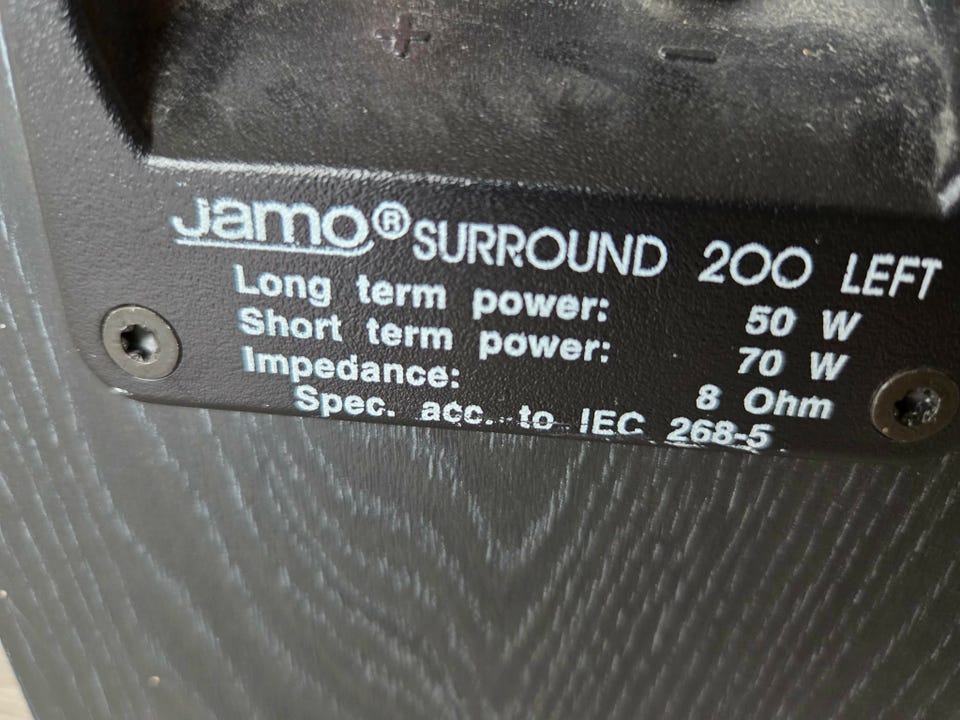 + -
Jamo® SURROUND 200 LEFT
Long term power: 50 W
Short term power: 70 W
Impedance: 8 Ohm
Spec. acc. to IEC 268-5